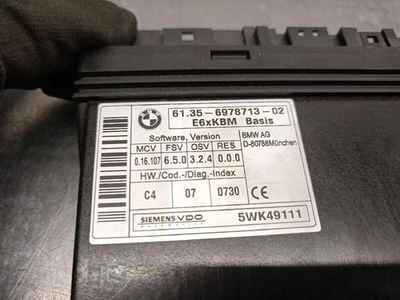 BMW
61.35-6978713-02
E6xKBM Basis
Software, Version
BMW AG
MCV FSV OSV RES
D-80788München
0.16.107 6.5.0 3.2.4 0.0.0
HW./Cod-/Diag.-Index
C4 07 0730 CE
SIEMENS VDO
Automotive
5WK49111